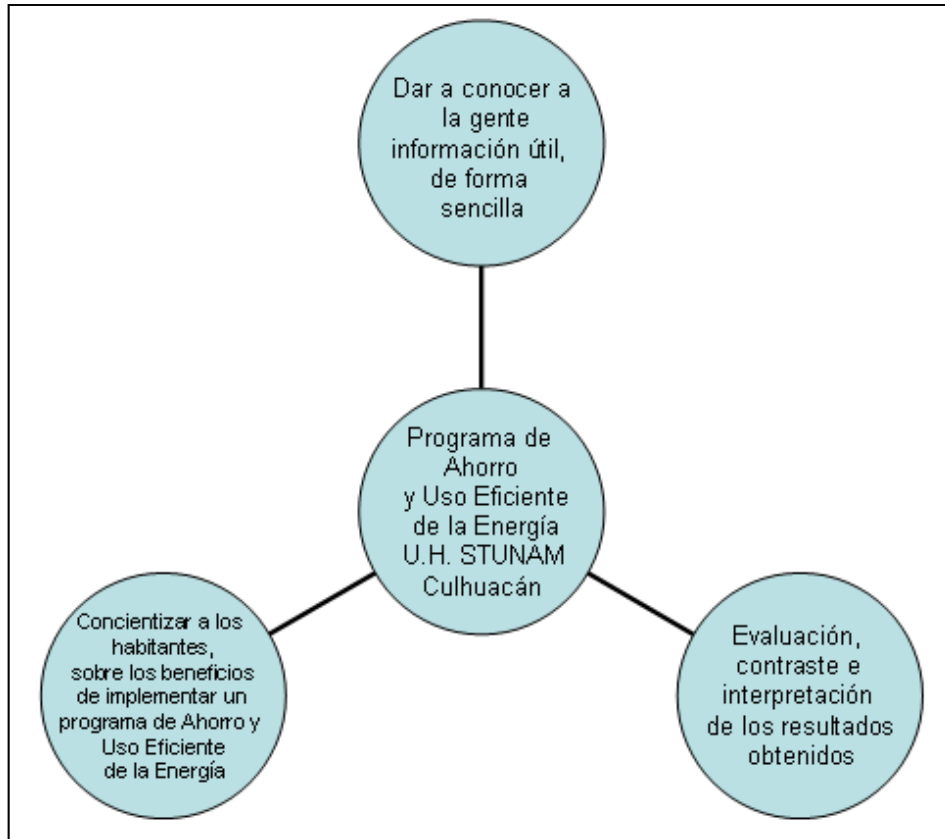 Dar a conocer a
la gente
información útil,
de forma
sencilla
Programa de
Ahorro
y Uso Eficiente
de la Energía
U.H. STUNAM
Culhuacán
Concientizar a los
habitantes,
sobre los beneficios
de implementar un
programa de Ahorro y
Uso Eficiente
de la Energía
Evaluación,
contraste e
interpretación
de los resultados
obtenidos